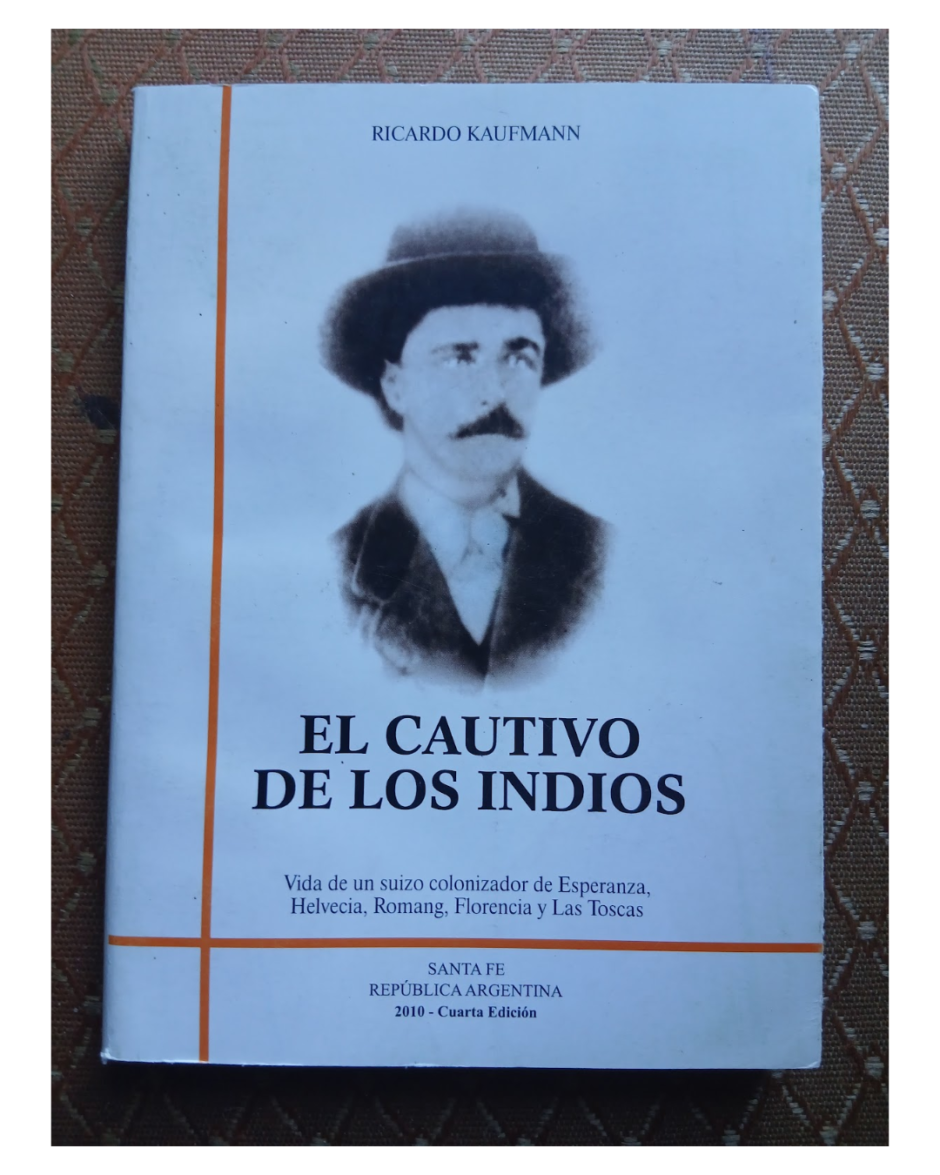 RICARDO KAUFMANN
EL CAUTIVO
DE LOS INDIOS
Vida de un suizo colonizador de Esperanza,
Helvecia, Romang, Florencia y Las Toscas
SANTA FE
REPÚBLICA ARGENTINA
2010 - Cuarta Edición